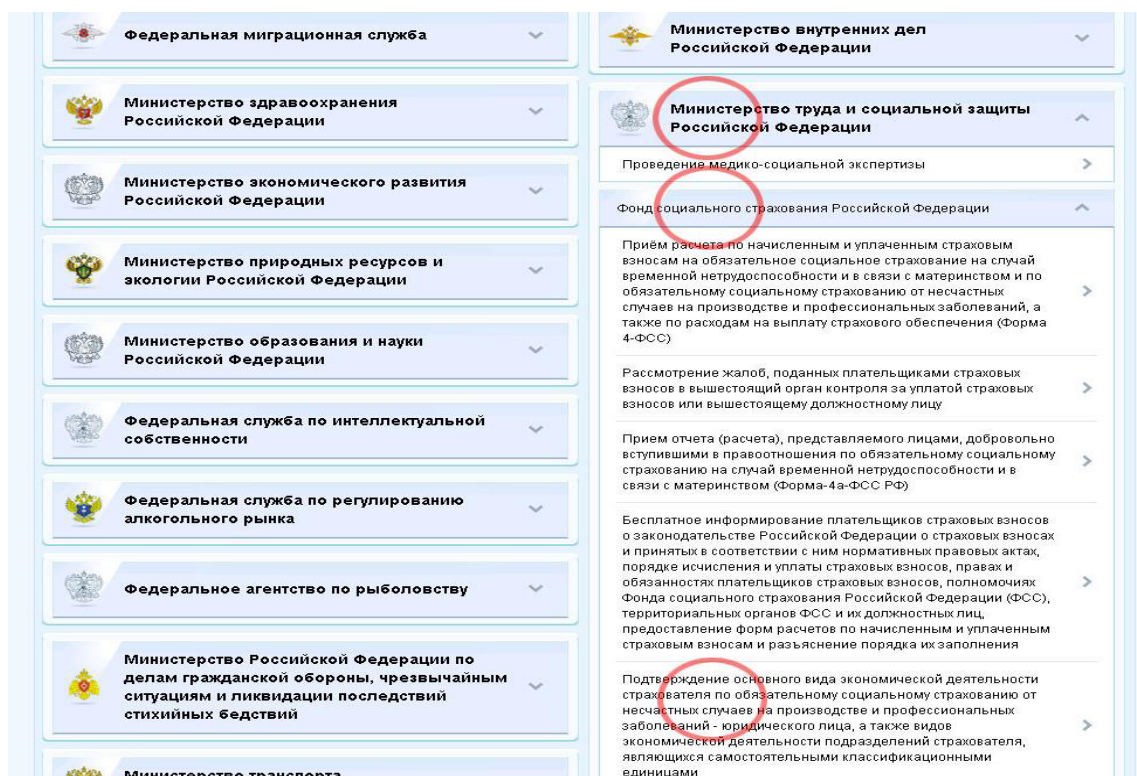 Федеральная миграционная служба
Министерство здравоохранения
Российской Федерации
Министерство экономического развития
Российской Федерации
Министерство природных ресурсов и
экологии Российской Федерации
Министерство образования и науки
Российской Федерации
Федеральная служба по интеллектуальной
собственности
Федеральная служба по регулированию
алкогольного рынка
Федеральное агентство по рыболовству
Министерство Российской Федерации по
делам гражданской обороны, чрезвычайным
ситуациям и ликвидации последствий
стихийных бедствий
Министерство транспорта
Министерство внутренних дел
Российской Федерации
Министерство труда и социальной защиты
Российской Федерации
Проведение медико-социальной экспертизы
Фонд социального страхования Российской Федерации
Приём расчета по начисленным и уплаченным страховым
взносам на обязательное социальное страхование на случай
временной нетрудоспособности и в связи с материнством и по
обязательному социальному страхованию от несчастных
случаев на производстве и профессиональных заболеваний, а
также по расходам на выплату страхового обеспечения (Форма
4-ФСС)
Рассмотрение жалоб, поданных плательщиками страховых
взносов в вышестоящий орган контроля за уплатой страховых
взносов или вышестоящему должностному лицу
Прием отчета (расчета), представляемого лицами, добровольно
вступившими в правоотношения по обязательному социальному
страхованию на случай временной нетрудоспособности и в
связи с материнством (Форма-4а-ФСС РФ)
Бесплатное информирование плательщиков страховых взносов
о законодательстве Российской Федерации о страховых взносах
и принятых в соответствии с ним нормативных правовых актах,
порядке исчисления и уплаты страховых взносов, правах и
обязанностях плательщиков страховых взносов, полномочиях
Фонда социального страхования Российской Федерации (ФСС),
территориальных органов ФСС и их должностных лиц,
предоставление форм расчетов по начисленным и уплаченным
страховым взносам и разъяснение порядка их заполнения
Подтверждение основного вида экономической деятельности
страхователя по обязательному социальному страхованию от
несчастных случаев на производстве и профессиональных
заболеваний - юридического лица, а также видов
экономической деятельности подразделений страхователя,
являющихся самостоятельными классификационными
единицами